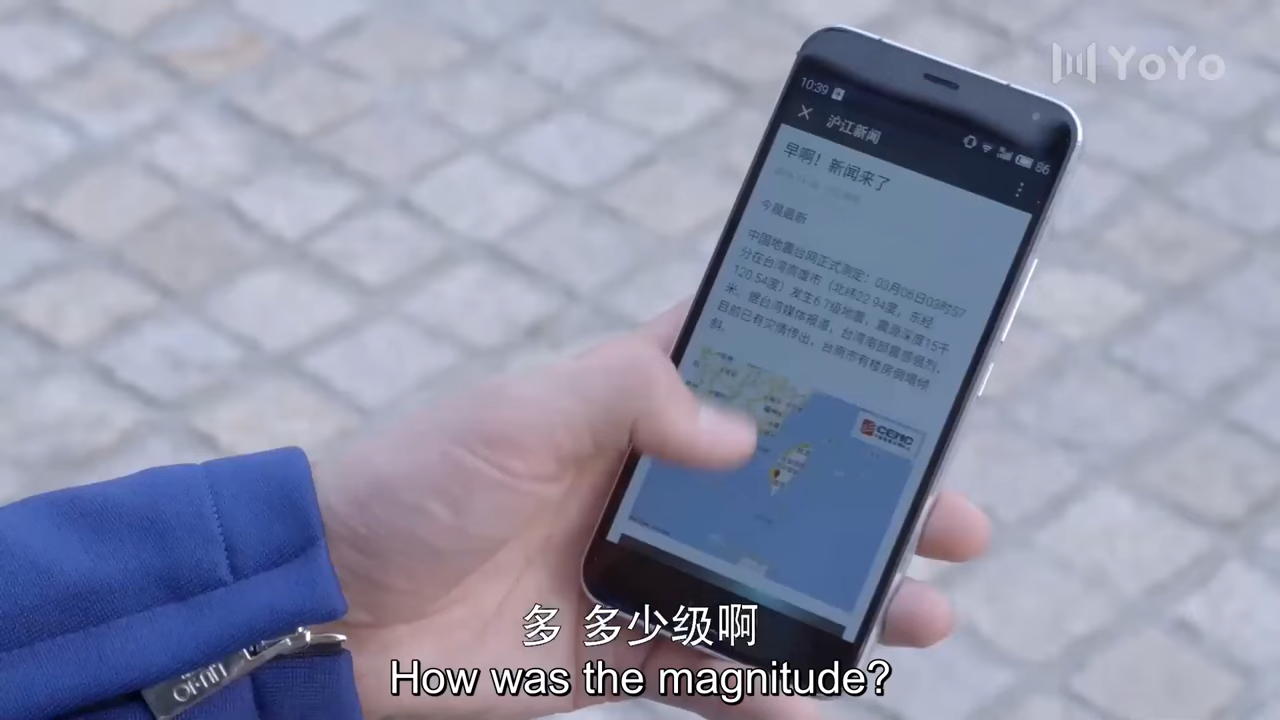 YoYo
10:39
86
沪江新闻
早啊！新闻来了
今晨最新
中国地震台网正式测定：03月06日03时57
分在台湾高雄市（北纬22.94度，东经
120.54度）发生6.7级地震，震源深度15千
米。据台湾媒体报道，台湾南部震感强烈，
目前已有灾情传出，台南市有楼房倒塌倾
斜。
CENC
多 多少级啊
How was the magnitude?